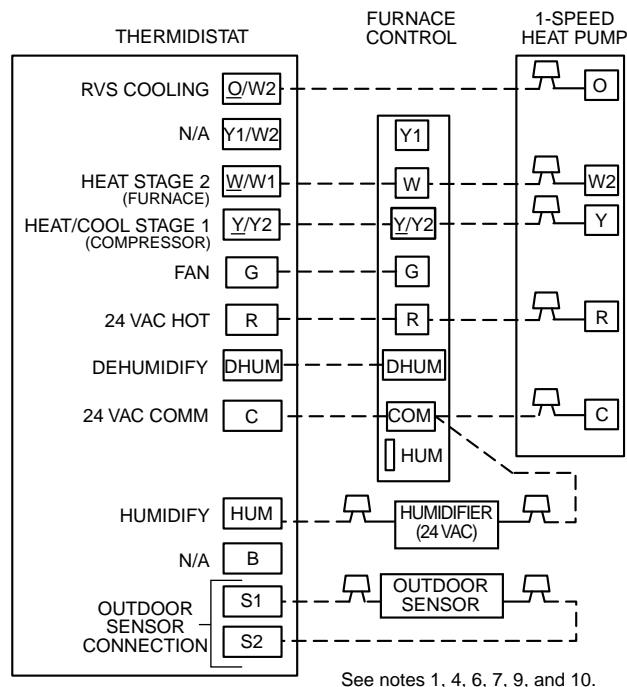 THERMIDISTAT
FURNACE
CONTROL
1-SPEED
HEAT PUMP
RVS COOLING
O/W2
O
N/A
Y1/W2
Y1
HEAT STAGE 2
(FURNACE)
W/W1
W
W2
HEAT/COOL STAGE 1
(COMPRESSOR)
Y/Y2
Y/Y2
Y
FAN
G
G
24 VAC HOT
R
R
R
DEHUMIDIFY
DHUM
DHUM
24 VAC COMM
C
COM
C
HUM
HUMIDIFY
HUM
HUMIDIFIER
(24 VAC)
N/A
B
OUTDOOR
SENSOR
CONNECTION
S1
S2
OUTDOOR
SENSOR
See notes 1, 4, 6, 7, 9, and 10.